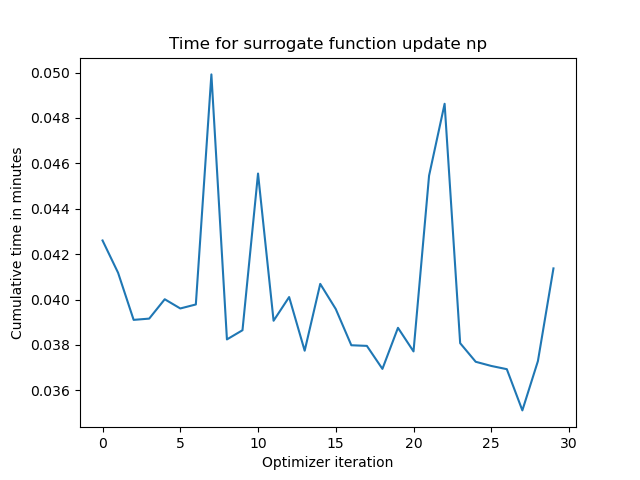 Time for surrogate function update np
Cumulative time in minutes
0.050
0.048
0.046
0.044
0.042
0.040
0.038
0.036
0 5 10 15 20 25 30
Optimizer iteration